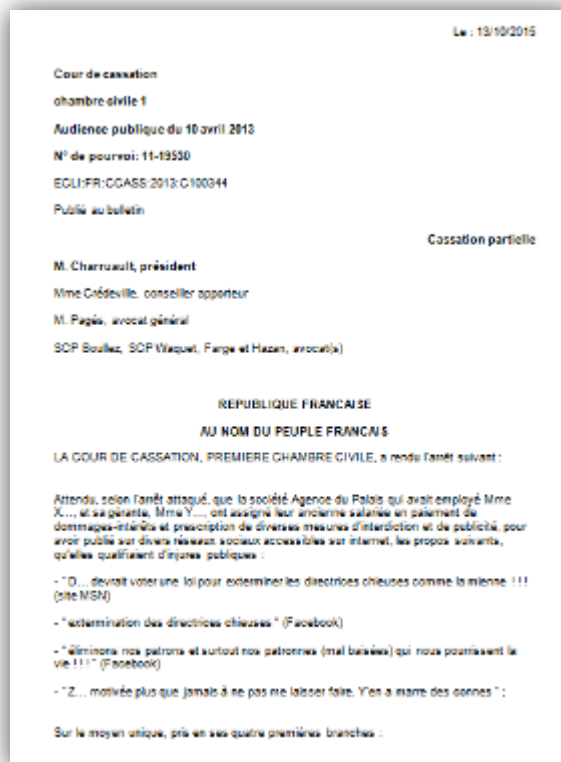 Le : 13/10/2015
Cour de cassation
chambre civile 1
Audience publique du 10 avril 2013
N° de pourvoi: 11-19530
ECLI:FR:CCASS:2013:C100344
Publié au bulletin
Cassation partielle
M. Charruault, président
Mme Crédeville, conseiller apporteur
M. Pagès, avocat général
SCP Boullez, SCP Waquet, Farge et Hazan, avocat(s)
REPUBLIQUE FRANCAISE
AU NOM DU PEUPLE FRANCAIS
LA COUR DE CASSATION, PREMIERE CHAMBRE CIVILE, a rendu l'arrêt suivant :
Attendu, selon l'arrêt attaqué, que la société Agence du Palais qui avait employé Mme
X..., et sa gérante, Mme Y..., ont assigné leur ancienne salariée en paiement de
dommages-intérêts et prescription de diverses mesures d'interdiction et de publicité, pour
avoir publié sur divers réseaux sociaux accessibles sur internet, les propos suivants,
qu'elles qualifiaient d'injures publiques :
- " D... devrait voter une loi pour exterminer les directrices chieuses comme la mienne !!!
(site MSN)
- " extermination des directrices chieuses " (Facebook)
- " éliminons nos patrons et surtout nos patronnes (mal baisées) qui nous pourrissent la
vie !!! " (Facebook)
- " Z... motivée plus que jamais à ne pas me laisser faire. Y'en a marre des connes " ;
Sur le moyen unique, pris en ses quatre premières branches :